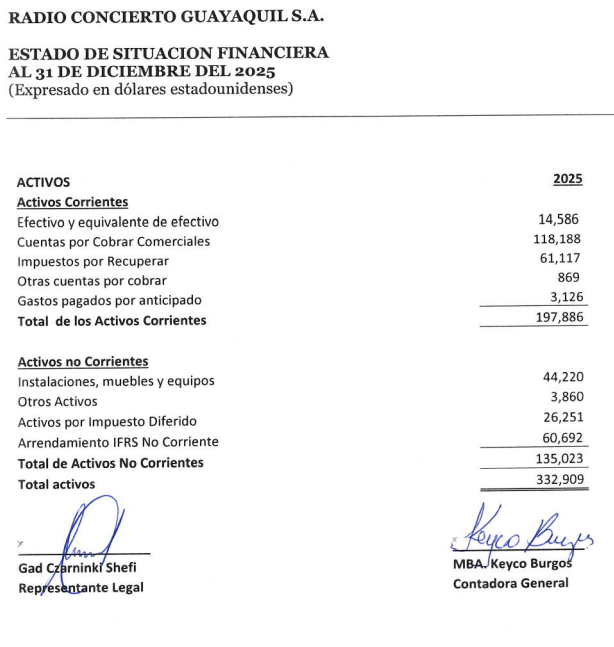 RADIO CONCIERTO GUAYAQUIL S.A.
ESTADO DE SITUACION FINANCIERA
AL 31 DE DICIEMBRE DEL 2025
(Expresado en dólares estadounidenses)
ACTIVOS 2025
Activos Corrientes
Efectivo y equivalente de efectivo 14,586
Cuentas por Cobrar Comerciales 118,188
Impuestos por Recuperar 61,117
Otras cuentas por cobrar 869
Gastos pagados por anticipado 3,126
Total de los Activos Corrientes 197,886
Activos no Corrientes
Instalaciones, muebles y equipos 44,220
Otros Activos 3,860
Activos por Impuesto Diferido 26,251
Arrendamiento IFRS No Corriente 60,692
Total de Activos No Corrientes 135,023
Total activos 332,909
Keyco Burgos
Gad Czarninki Shefi MBA. Keyco Burgos
Representante Legal Contadora General